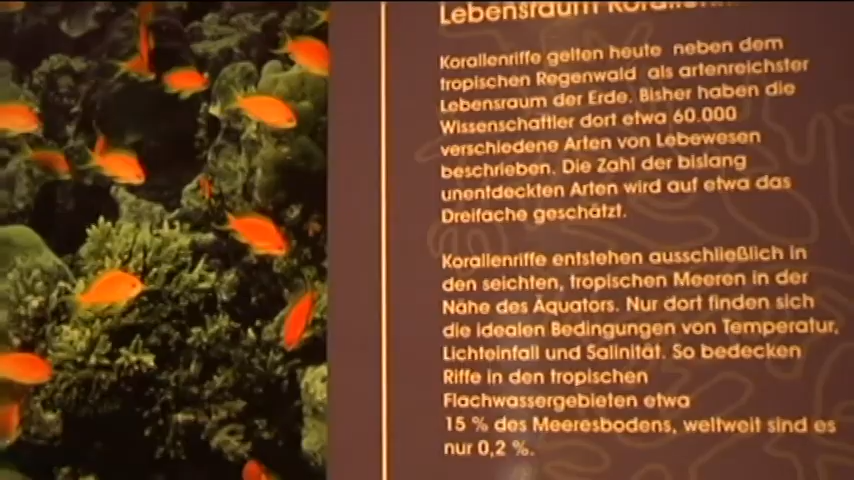 Lebensraum Korallenriff
Korallenriffe gelten heute neben dem
tropischen Regenwald als artenreichster
Lebensraum der Erde. Bisher haben die
Wissenschaftler dort etwa 60.000
verschiedene Arten von Lebewesen
beschrieben. Die Zahl der bislang
unentdeckten Arten wird auf etwa das
Dreifache geschätzt.
Korallenriffe entstehen ausschließlich in
den seichten, tropischen Meeren in der
Nähe des Äquators. Nur dort finden sich
die idealen Bedingungen von Temperatur,
Lichteinfall und Salinität. So bedecken
Riffe in den tropischen
Flachwassergebieten etwa
15 % des Meeresbodens, weltweit sind es
nur 0,2 %.